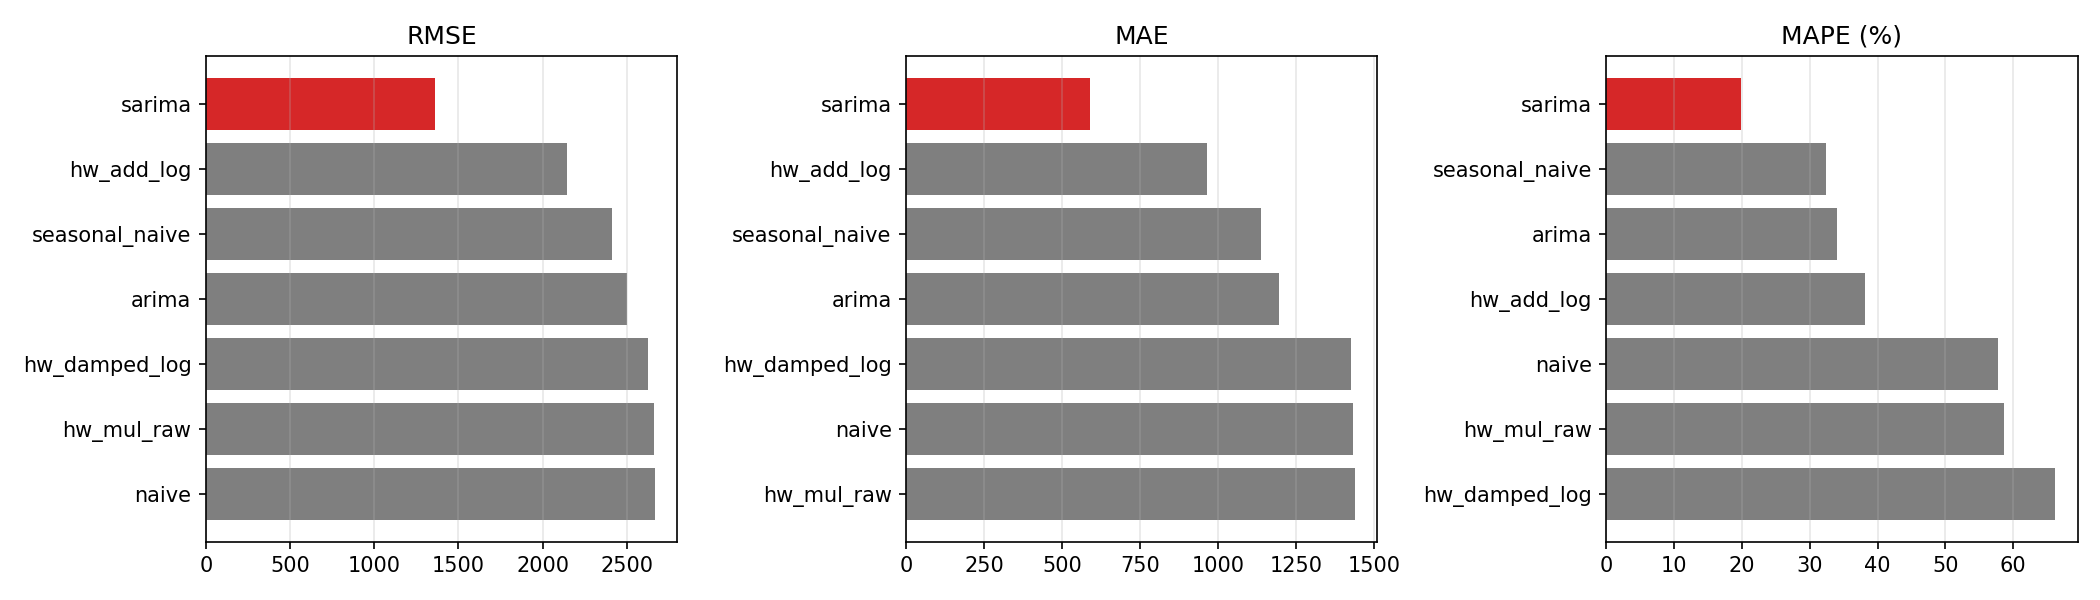 RMSE
sarima
hw_add_log
seasonal_naive
arima
hw_damped_log
hw_mul_raw
naive
0 500 1000 1500 2000 2500
MAE
sarima
hw_add_log
seasonal_naive
arima
hw_damped_log
naive
hw_mul_raw
0 250 500 750 1000 1250 1500
MAPE (%)
sarima
seasonal_naive
arima
hw_add_log
naive
hw_mul_raw
hw_damped_log
0 10 20 30 40 50 60